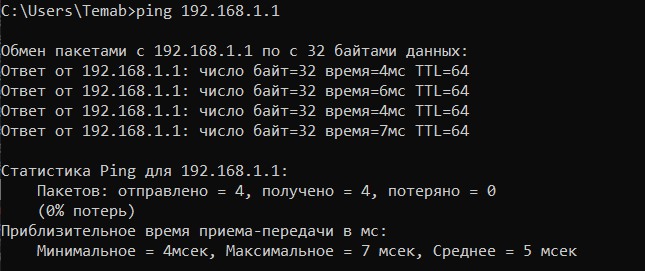 C:\Users\Temab>ping 192.168.1.1
Обмен пакетами с 192.168.1.1 по с 32 байтами данных:
Ответ от 192.168.1.1: число байт=32 время=4мс TTL=64
Ответ от 192.168.1.1: число байт=32 время=6мс TTL=64
Ответ от 192.168.1.1: число байт=32 время=4мс TTL=64
Ответ от 192.168.1.1: число байт=32 время=7мс TTL=64
Статистика Ping для 192.168.1.1:
Пакетов: отправлено = 4, получено = 4, потеряно = 0
(0% потерь)
Приблизительное время приема-передачи в мс:
Минимальное = 4мсек, Максимальное = 7 мсек, Среднее = 5 мсек